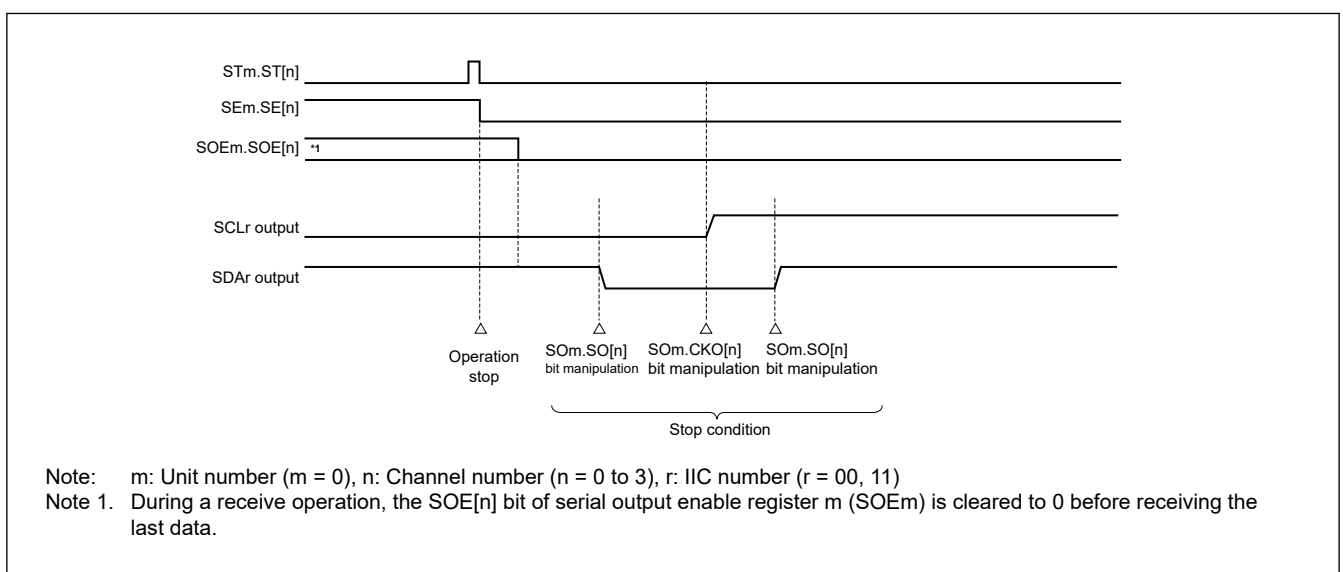 STm.ST[n]
SEm.SE[n]
SOEm.SOE[n] *1
SCLr output
SDAr output
Operation
stop
SOm.SO[n]
bit manipulation
SOm.CKO[n]
bit manipulation
SOm.SO[n]
bit manipulation
Stop condition
Note: m: Unit number (m = 0), n: Channel number (n = 0 to 3), r: IIC number (r = 00, 11)
Note 1. During a receive operation, the SOE[n] bit of serial output enable register m (SOEm) is cleared to 0 before receiving the
last data.